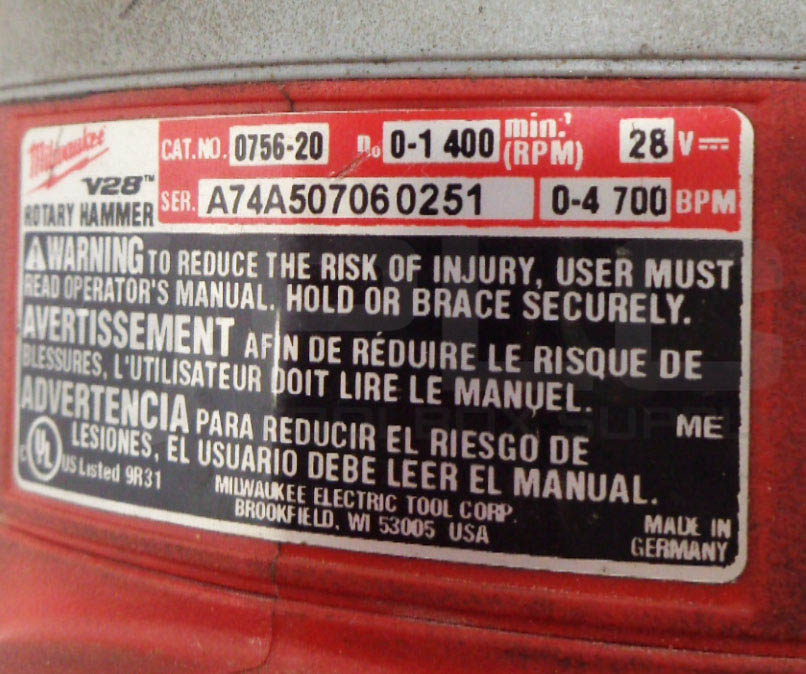 Milwaukee
V28™
ROTARY HAMMER
CAT.NO. 0756-20 n₀ 0-1 400 min.⁻¹ (RPM) 28 V
SER. A74A507060251 0-4 700 BPM
WARNING TO REDUCE THE RISK OF INJURY, USER MUST
READ OPERATOR'S MANUAL, HOLD OR BRACE SECURELY.
AVERTISSEMENT AFIN DE RÉDUIRE LE RISQUE DE
BLESSURES, L'UTILISATEUR DOIT LIRE LE MANUEL.
ADVERTENCIA PARA REDUCIR EL RIESGO DE
LESIONES, EL USUARIO DEBE LEER EL MANUAL.
ME
C UL
US Listed 9R31
MILWAUKEE ELECTRIC TOOL CORP.
BROOKFIELD, WI 53005 USA
MADE IN
GERMANY